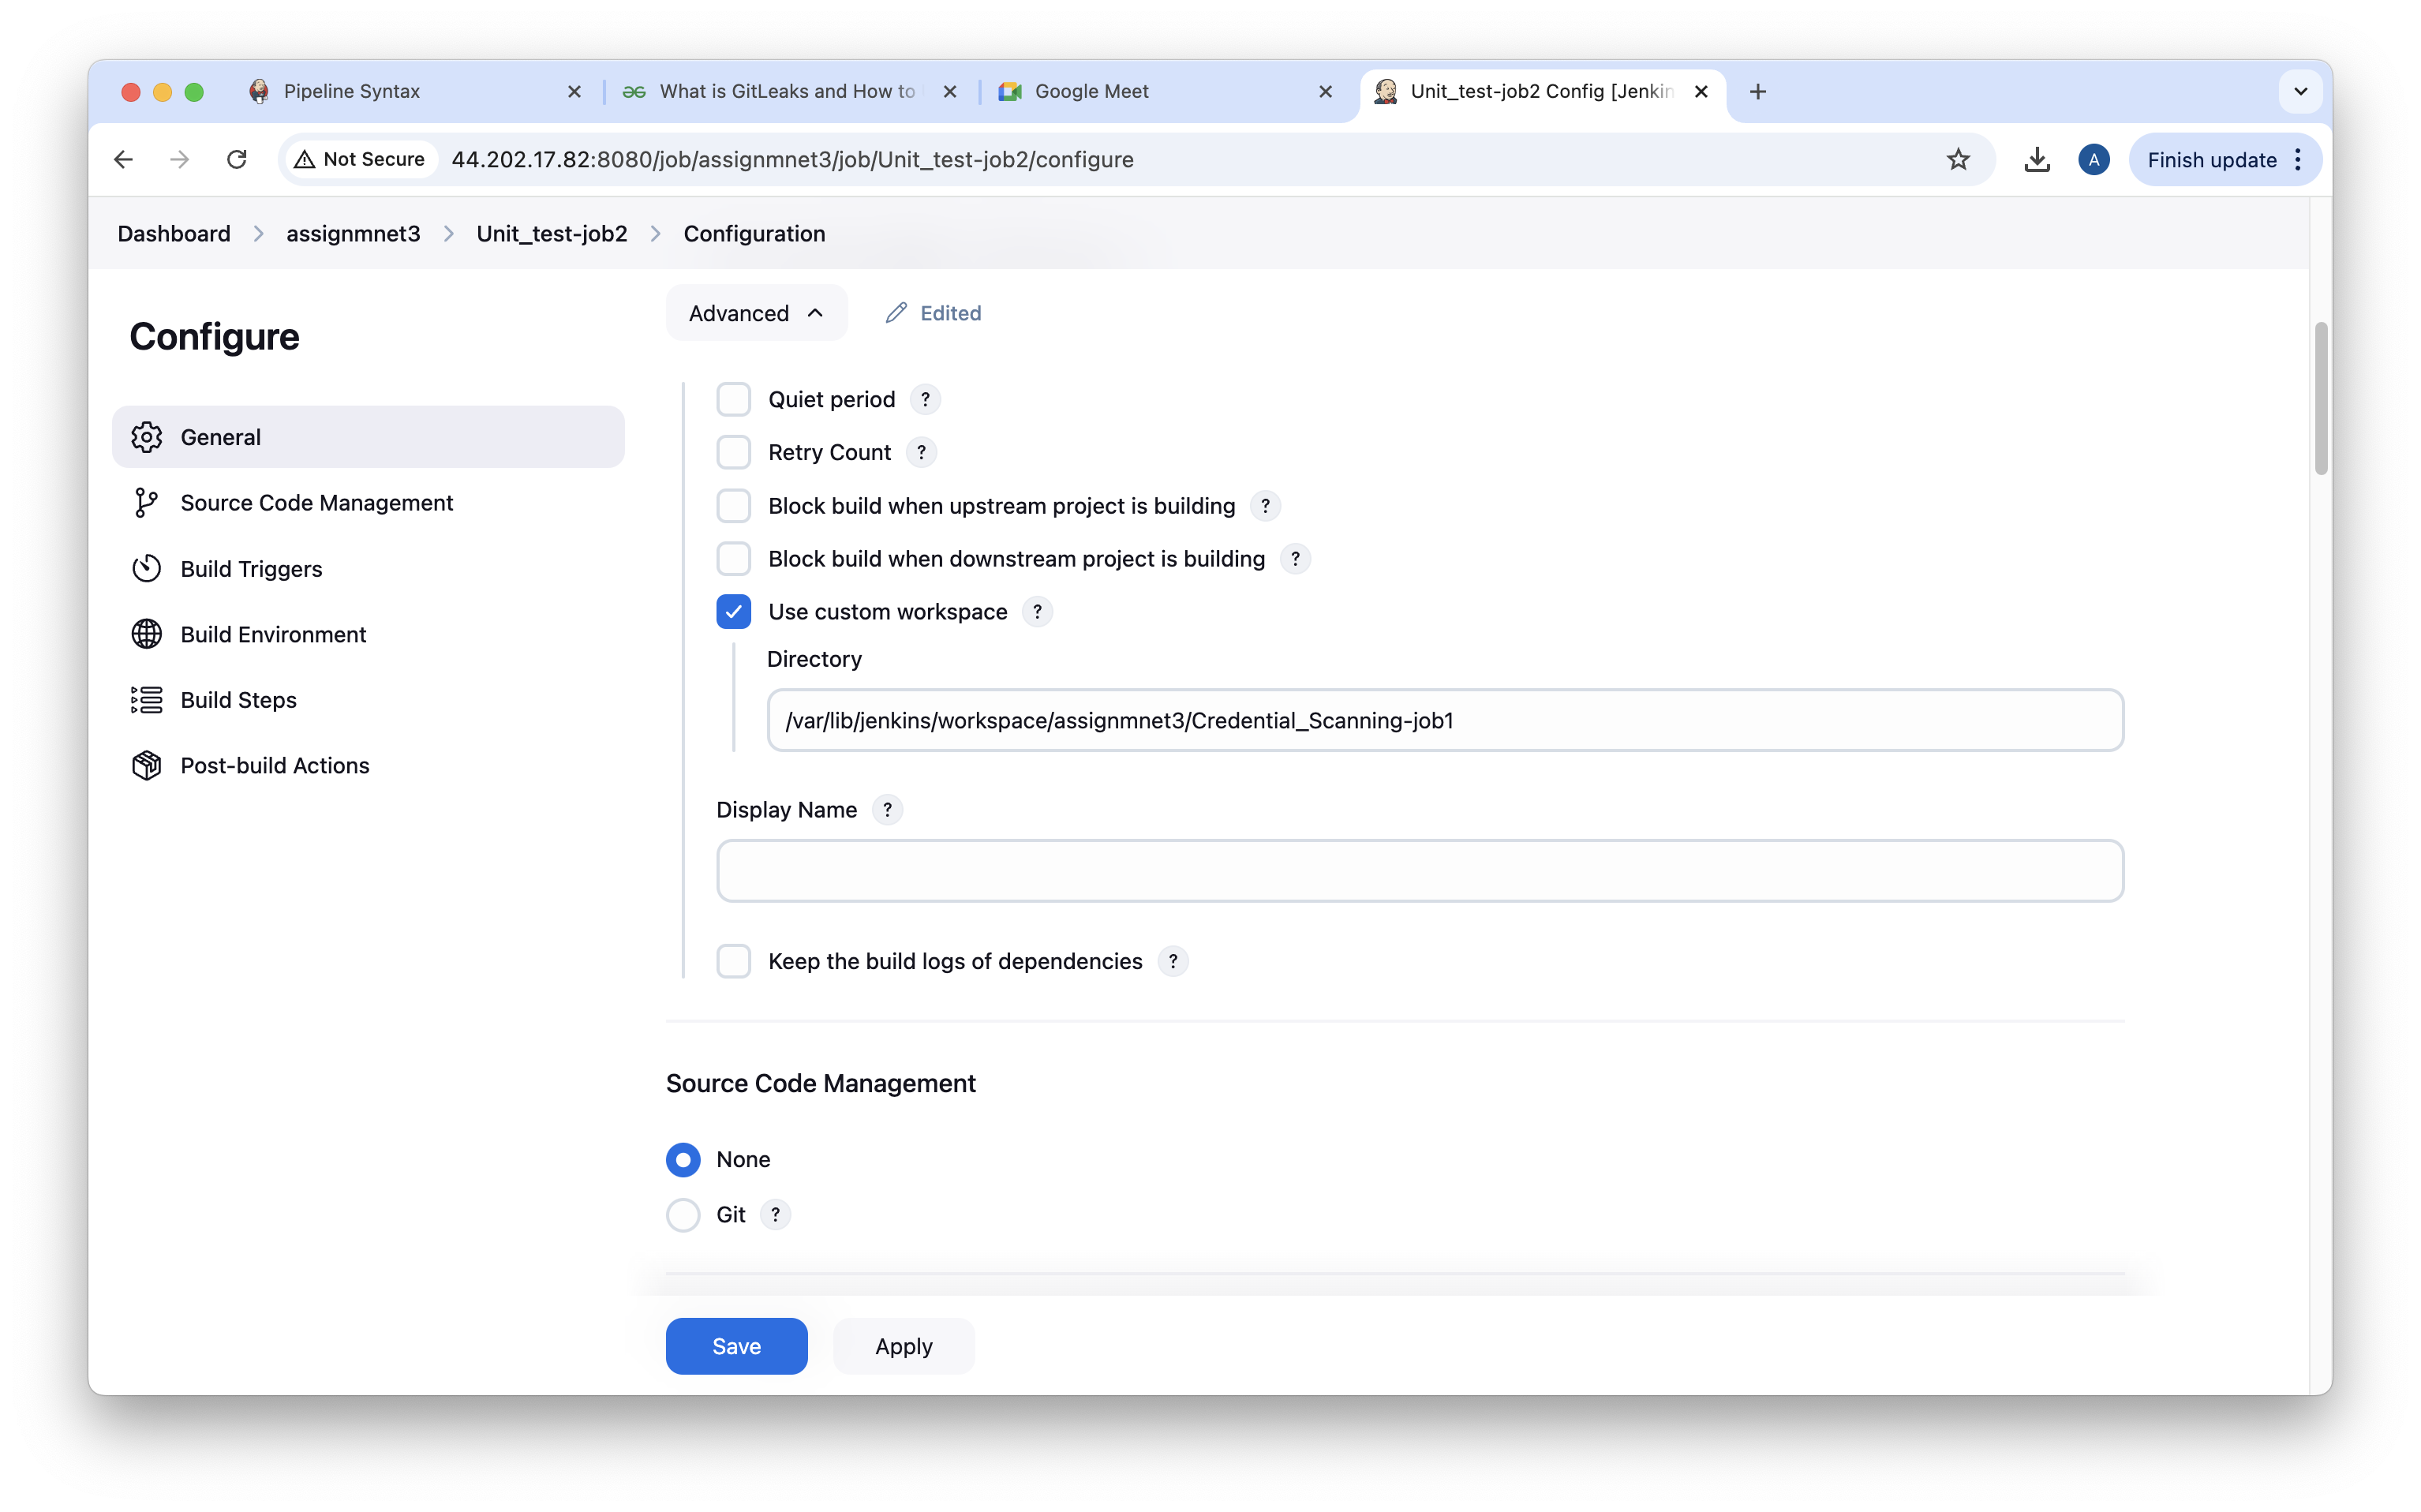 Pipeline Syntax
What is GitLeaks and How to
Google Meet
Unit_test-job2 Config [Jenkin
Not Secure
44.202.17.82:8080/job/assignmnet3/job/Unit_test-job2/configure
A
Finish update
Dashboard
assignmnet3
Unit_test-job2
Configuration
Configure
General
Source Code Management
Build Triggers
Build Environment
Build Steps
Post-build Actions
Advanced
Edited
Quiet period ?
Retry Count ?
Block build when upstream project is building ?
Block build when downstream project is building ?
Use custom workspace ?
Directory
/var/lib/jenkins/workspace/assignmnet3/Credential_Scanning-job1
Display Name ?
Keep the build logs of dependencies ?
Source Code Management
None
Git ?
Save
Apply